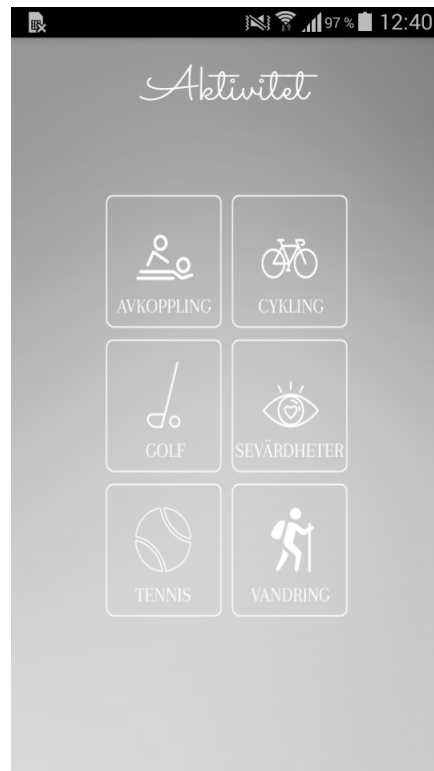 97 % 12:40
Aktivitet
AVKOPPLING CYKLING
GOLF SEVÄRDHETER
TENNIS VANDRING